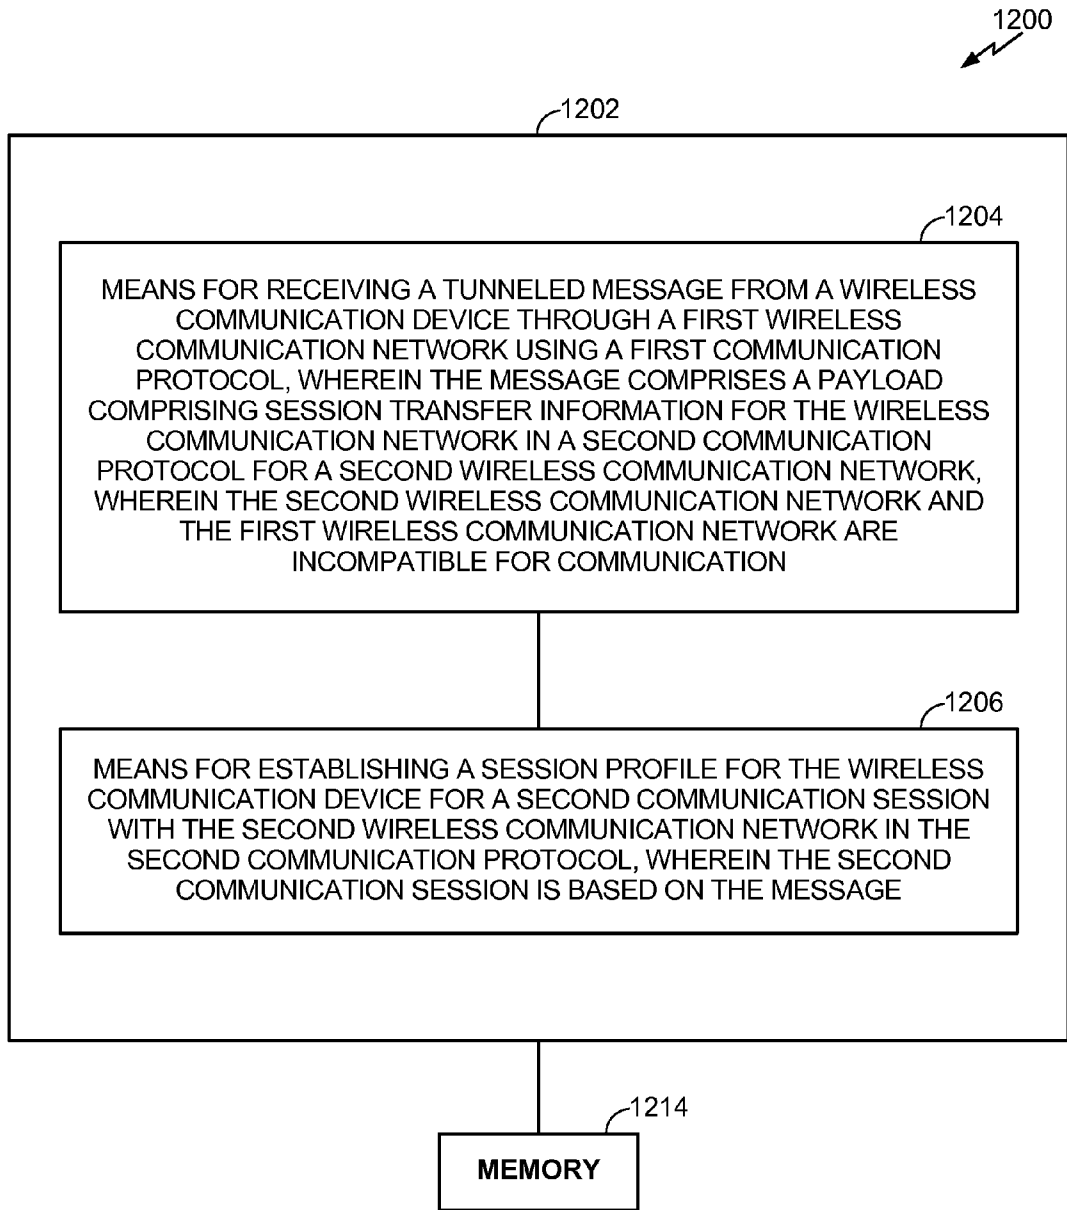 1200
1202
1204
MEANS FOR RECEIVING A TUNNELED MESSAGE FROM A WIRELESS
COMMUNICATION DEVICE THROUGH A FIRST WIRELESS
COMMUNICATION NETWORK USING A FIRST COMMUNICATION
PROTOCOL, WHEREIN THE MESSAGE COMPRISES A PAYLOAD
COMPRISING SESSION TRANSFER INFORMATION FOR THE WIRELESS
COMMUNICATION NETWORK IN A SECOND COMMUNICATION
PROTOCOL FOR A SECOND WIRELESS COMMUNICATION NETWORK,
WHEREIN THE SECOND WIRELESS COMMUNICATION NETWORK AND
THE FIRST WIRELESS COMMUNICATION NETWORK ARE
INCOMPATIBLE FOR COMMUNICATION
1206
MEANS FOR ESTABLISHING A SESSION PROFILE FOR THE WIRELESS
COMMUNICATION DEVICE FOR A SECOND COMMUNICATION SESSION
WITH THE SECOND WIRELESS COMMUNICATION NETWORK IN THE
SECOND COMMUNICATION PROTOCOL, WHEREIN THE SECOND
COMMUNICATION SESSION IS BASED ON THE MESSAGE
1214
MEMORY